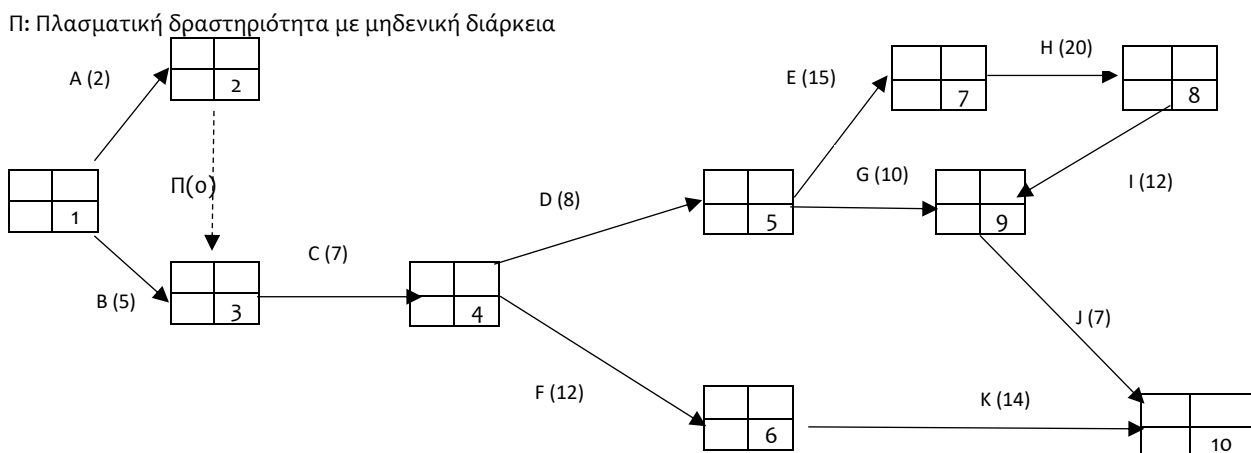 Π: Πλασματική δραστηριότητα με μηδενική διάρκεια
A (2)
2
E (15)
7
H (20)
8
1
Π(0)
D (8)
5
G (10)
9
I (12)
B (5)
3
C (7)
4
F (12)
6
K (14)
J (7)
10